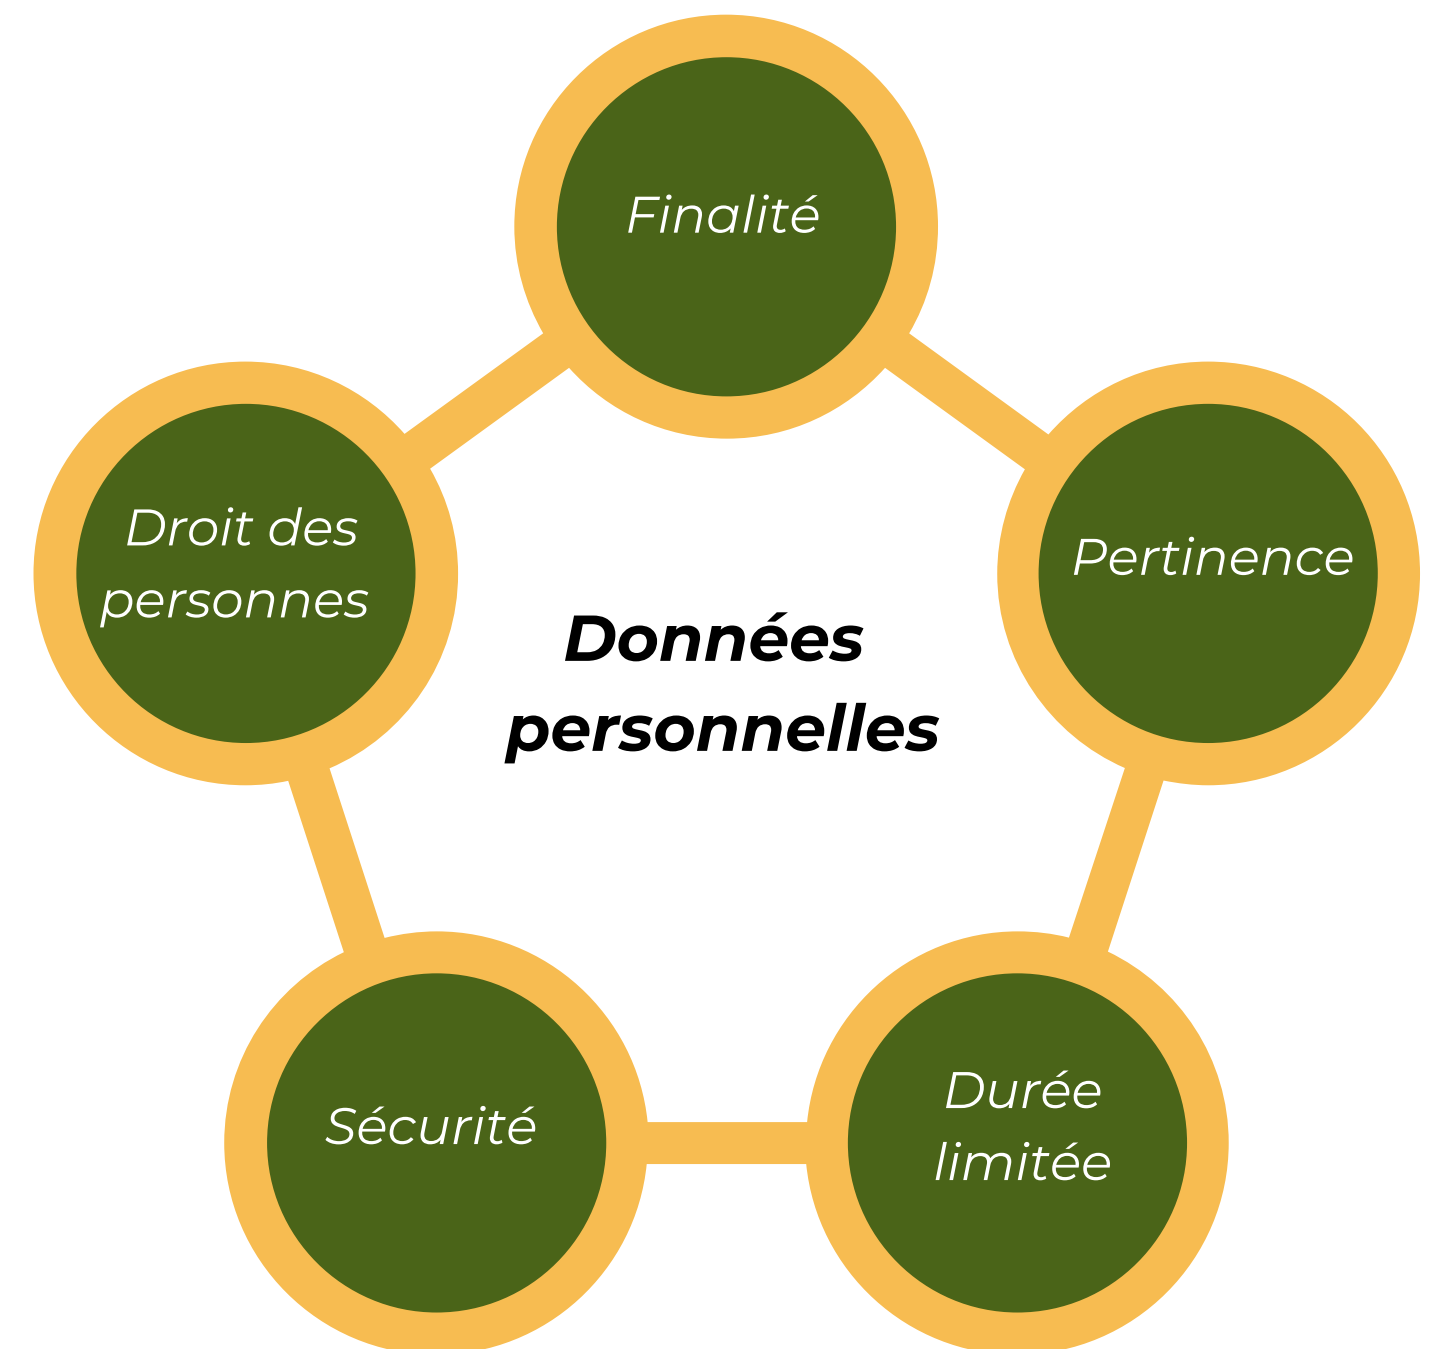 Finalité
Droit des
personnes
Pertinence
Données
personnelles
Sécurité
Durée
limitée